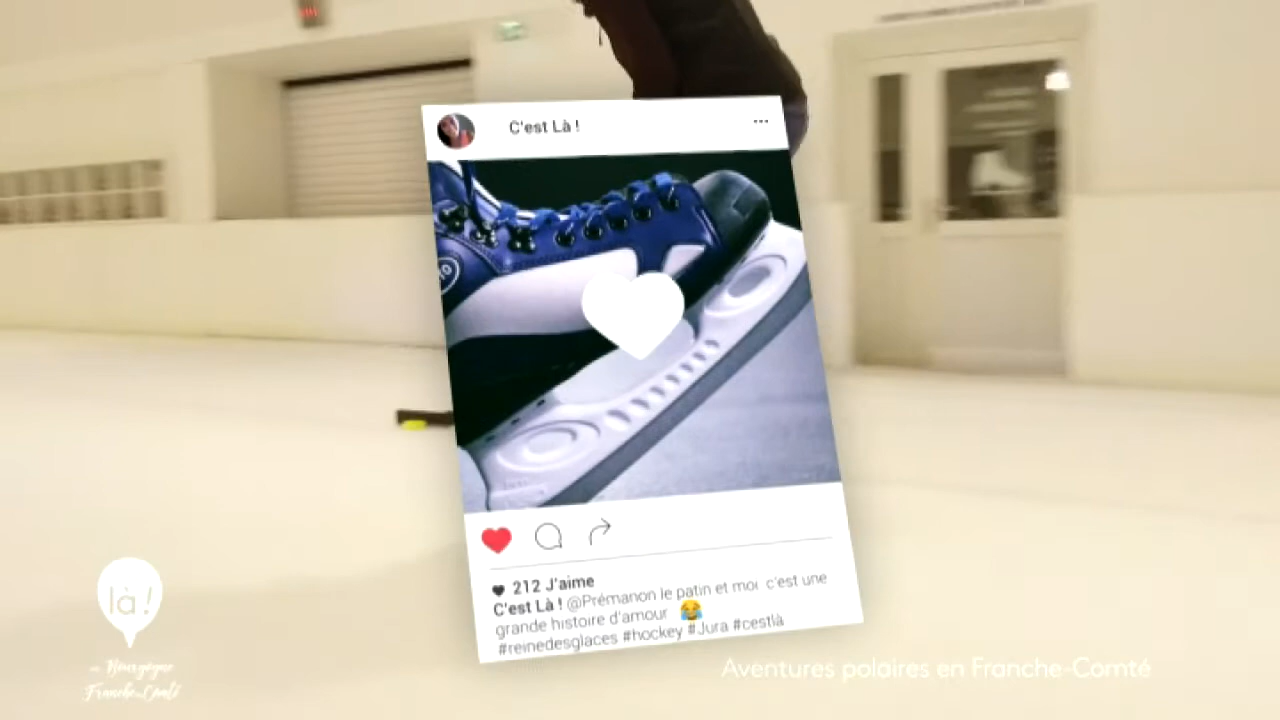 C'est Là !
212 J'aime
C'est Là ! @Prémanon le patin et moi c'est une
grande histoire d'amour 😂
#reinedesglaces #hockey #Jura #cestlà
là !
en Bourgogne
Franche-Comté
Aventures polaires en Franche-Comté